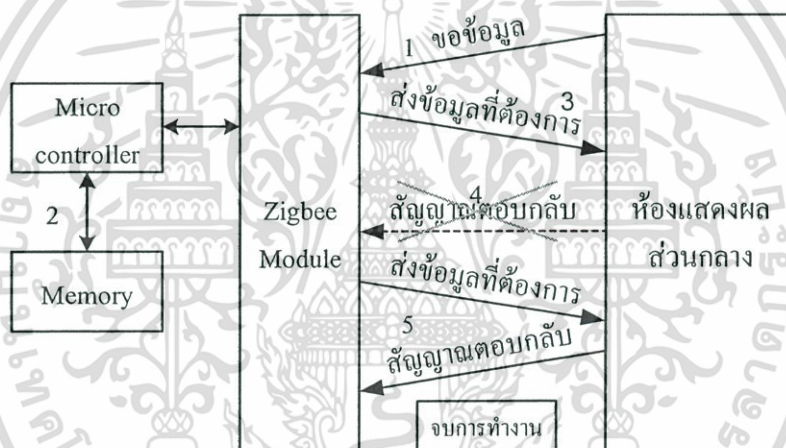 1 ขอข้อมูล
ส่งข้อมูลที่ต้องการ 3
Micro
controller
2
Memory
Zigbee
Module
4
สัญญาณตอบกลับ
ส่งข้อมูลที่ต้องการ
5
สัญญาณตอบกลับ
ห้องแสดงผล
ส่วนกลาง
จบการทำงาน